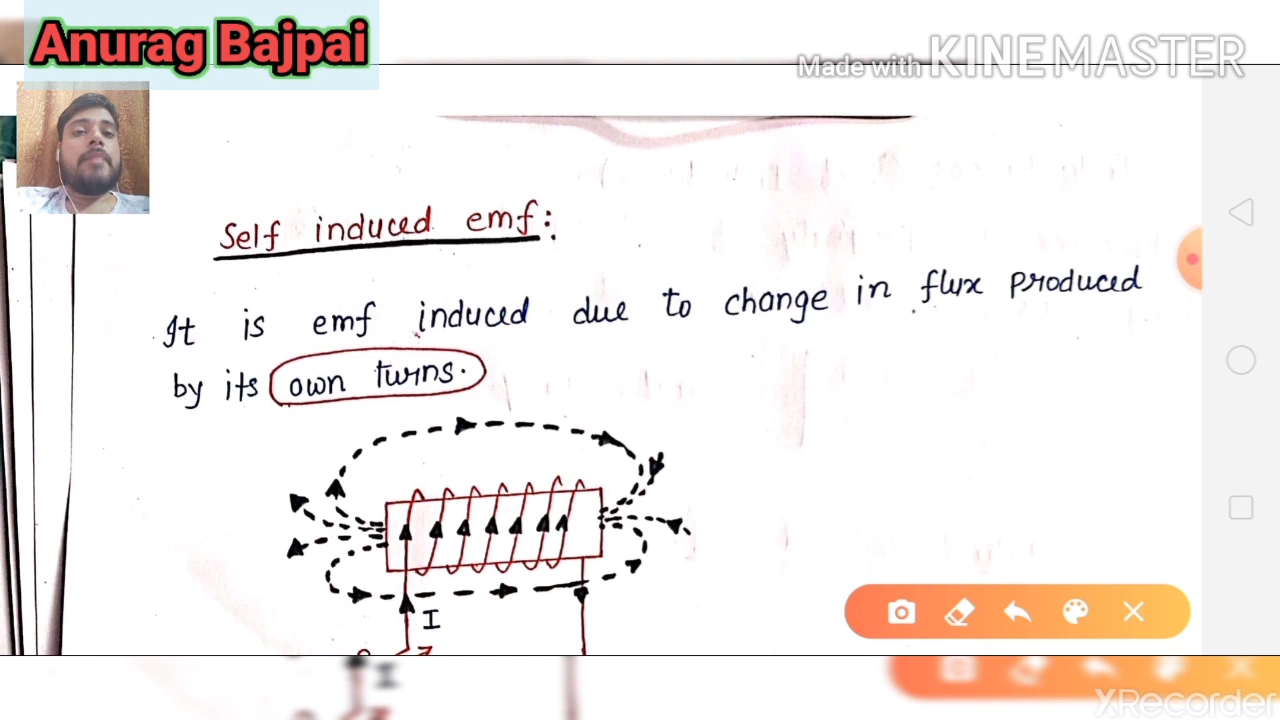 Anurag Bajpai
Made with KINEMASTER
Self induced emf:
It is emf induced due to change in flux produced
by its own turns.
I
I
XRecorder